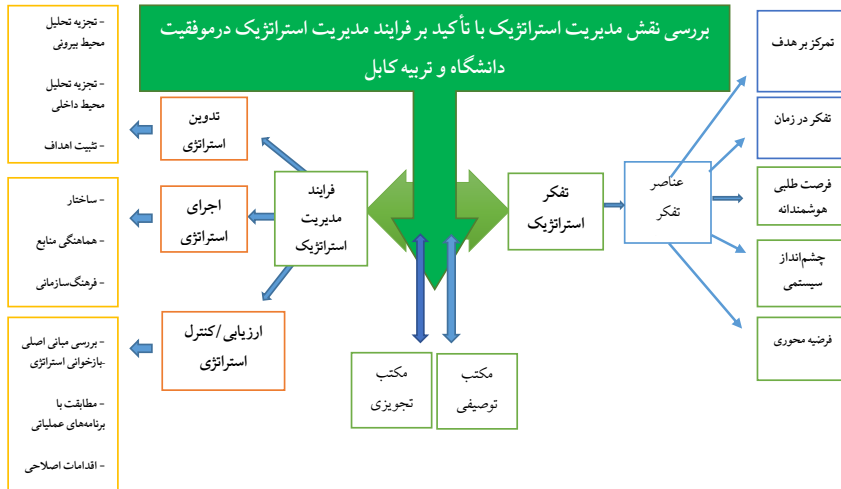 بررسی نقش مدیریت استراتژیک با تأکید بر فرایند مدیریت استراتژیک درموفقیت
دانشگاه و تربیه کابل
تمرکز بر هدف
تفکر در زمان
فرصت طلبی
هوشمندانه
چشم‌انداز
سیستمی
فرضیه محوری
عناصر
تفکر
تفکر
استراتژیک
مکتب
توصیفی
مکتب
تجویزی
فرایند
مدیریت
استراتژیک
تدوین
استراتژی
اجرای
استراتژی
ارزیابی/کنترل
استراتژی
- تجزیه تحلیل
محیط بیرونی
- تجزیه تحلیل
محیط داخلی
- تثبیت اهداف
- ساختار
- هماهنگی منابع
- فرهنگ‌سازمانی
- بررسی مبانی اصلی
-بازخوانی استراتژی
- مطابقت با
برنامه‌های عملیاتی
- اقدامات اصلاحی